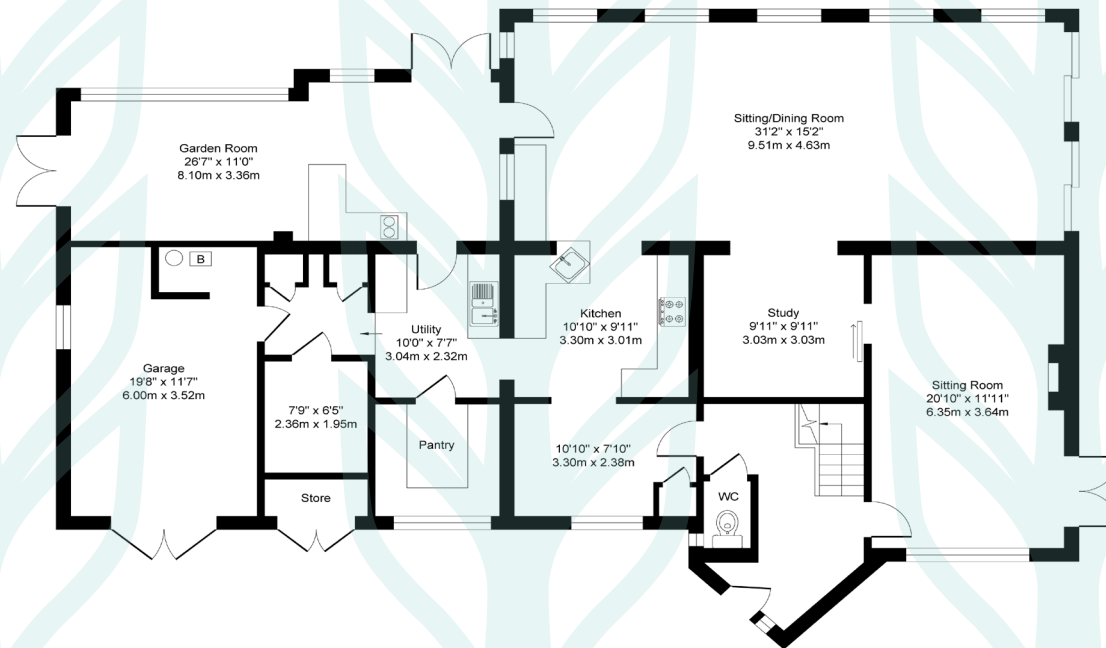 Sitting/Dining Room
31'2" x 15'2"
9.51m x 4.63m
Garden Room
26'7" x 11'0"
8.10m x 3.36m
B
Kitchen
10'10" x 9'11"
3.30m x 3.01m
Study
9'11" x 9'11"
3.03m x 3.03m
Utility
10'0" x 7'7"
3.04m x 2.32m
Garage
19'8" x 11'7"
6.00m x 3.52m
Sitting Room
20'10" x 11'11"
6.35m x 3.64m
7'9" x 6'5"
2.36m x 1.95m
Pantry
10'10" x 7'10"
3.30m x 2.38m
Store
WC